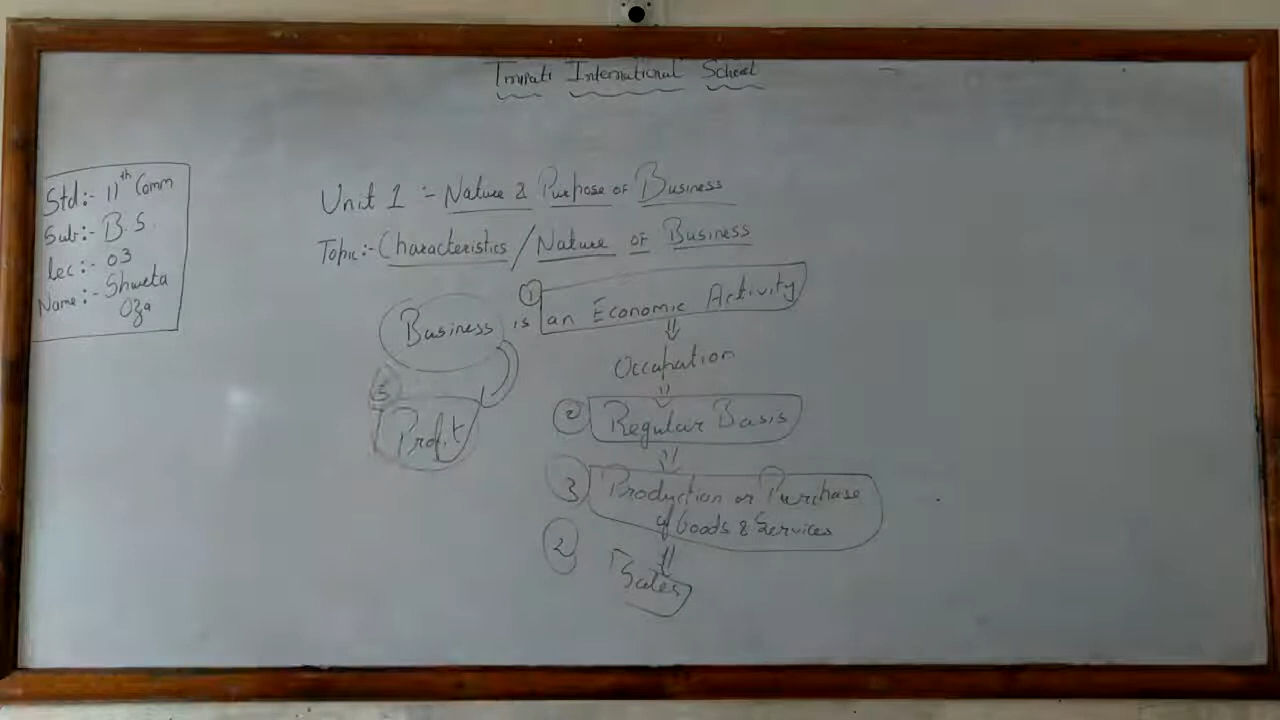 International School
Std:- 11th Comm
Sub:- B.S.
Lec:- 03
Name:- Shweta
Oza
Unit 1 :- Nature & Purpose of Business
Topic:- Characteristics / Nature of Business
① Business is an Economic Activity
Occupation
② Regular Basis
③ Production or Purchase
of Goods & Services
② Sales
⑤ Profit